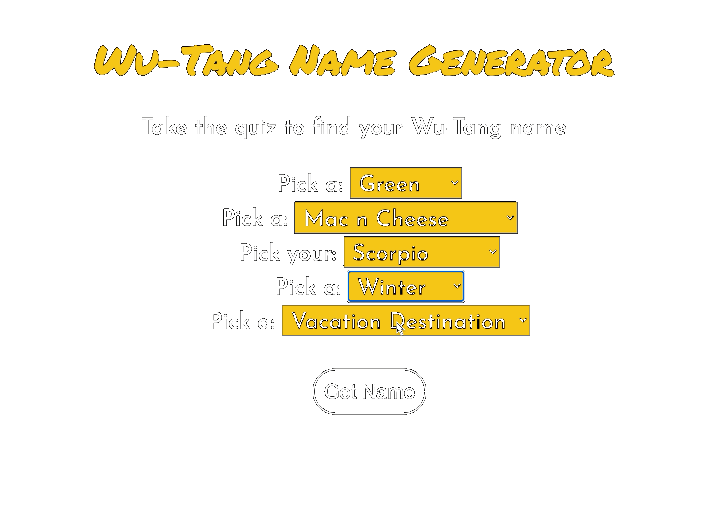 Wu-Tang Name Generator
Take the quiz to find your Wu-Tang name
Pick a: Green
Pick a: Mac n Cheese
Pick your: Scorpio
Pick a: Winter
Pick a: Vacation Destination
Get Name